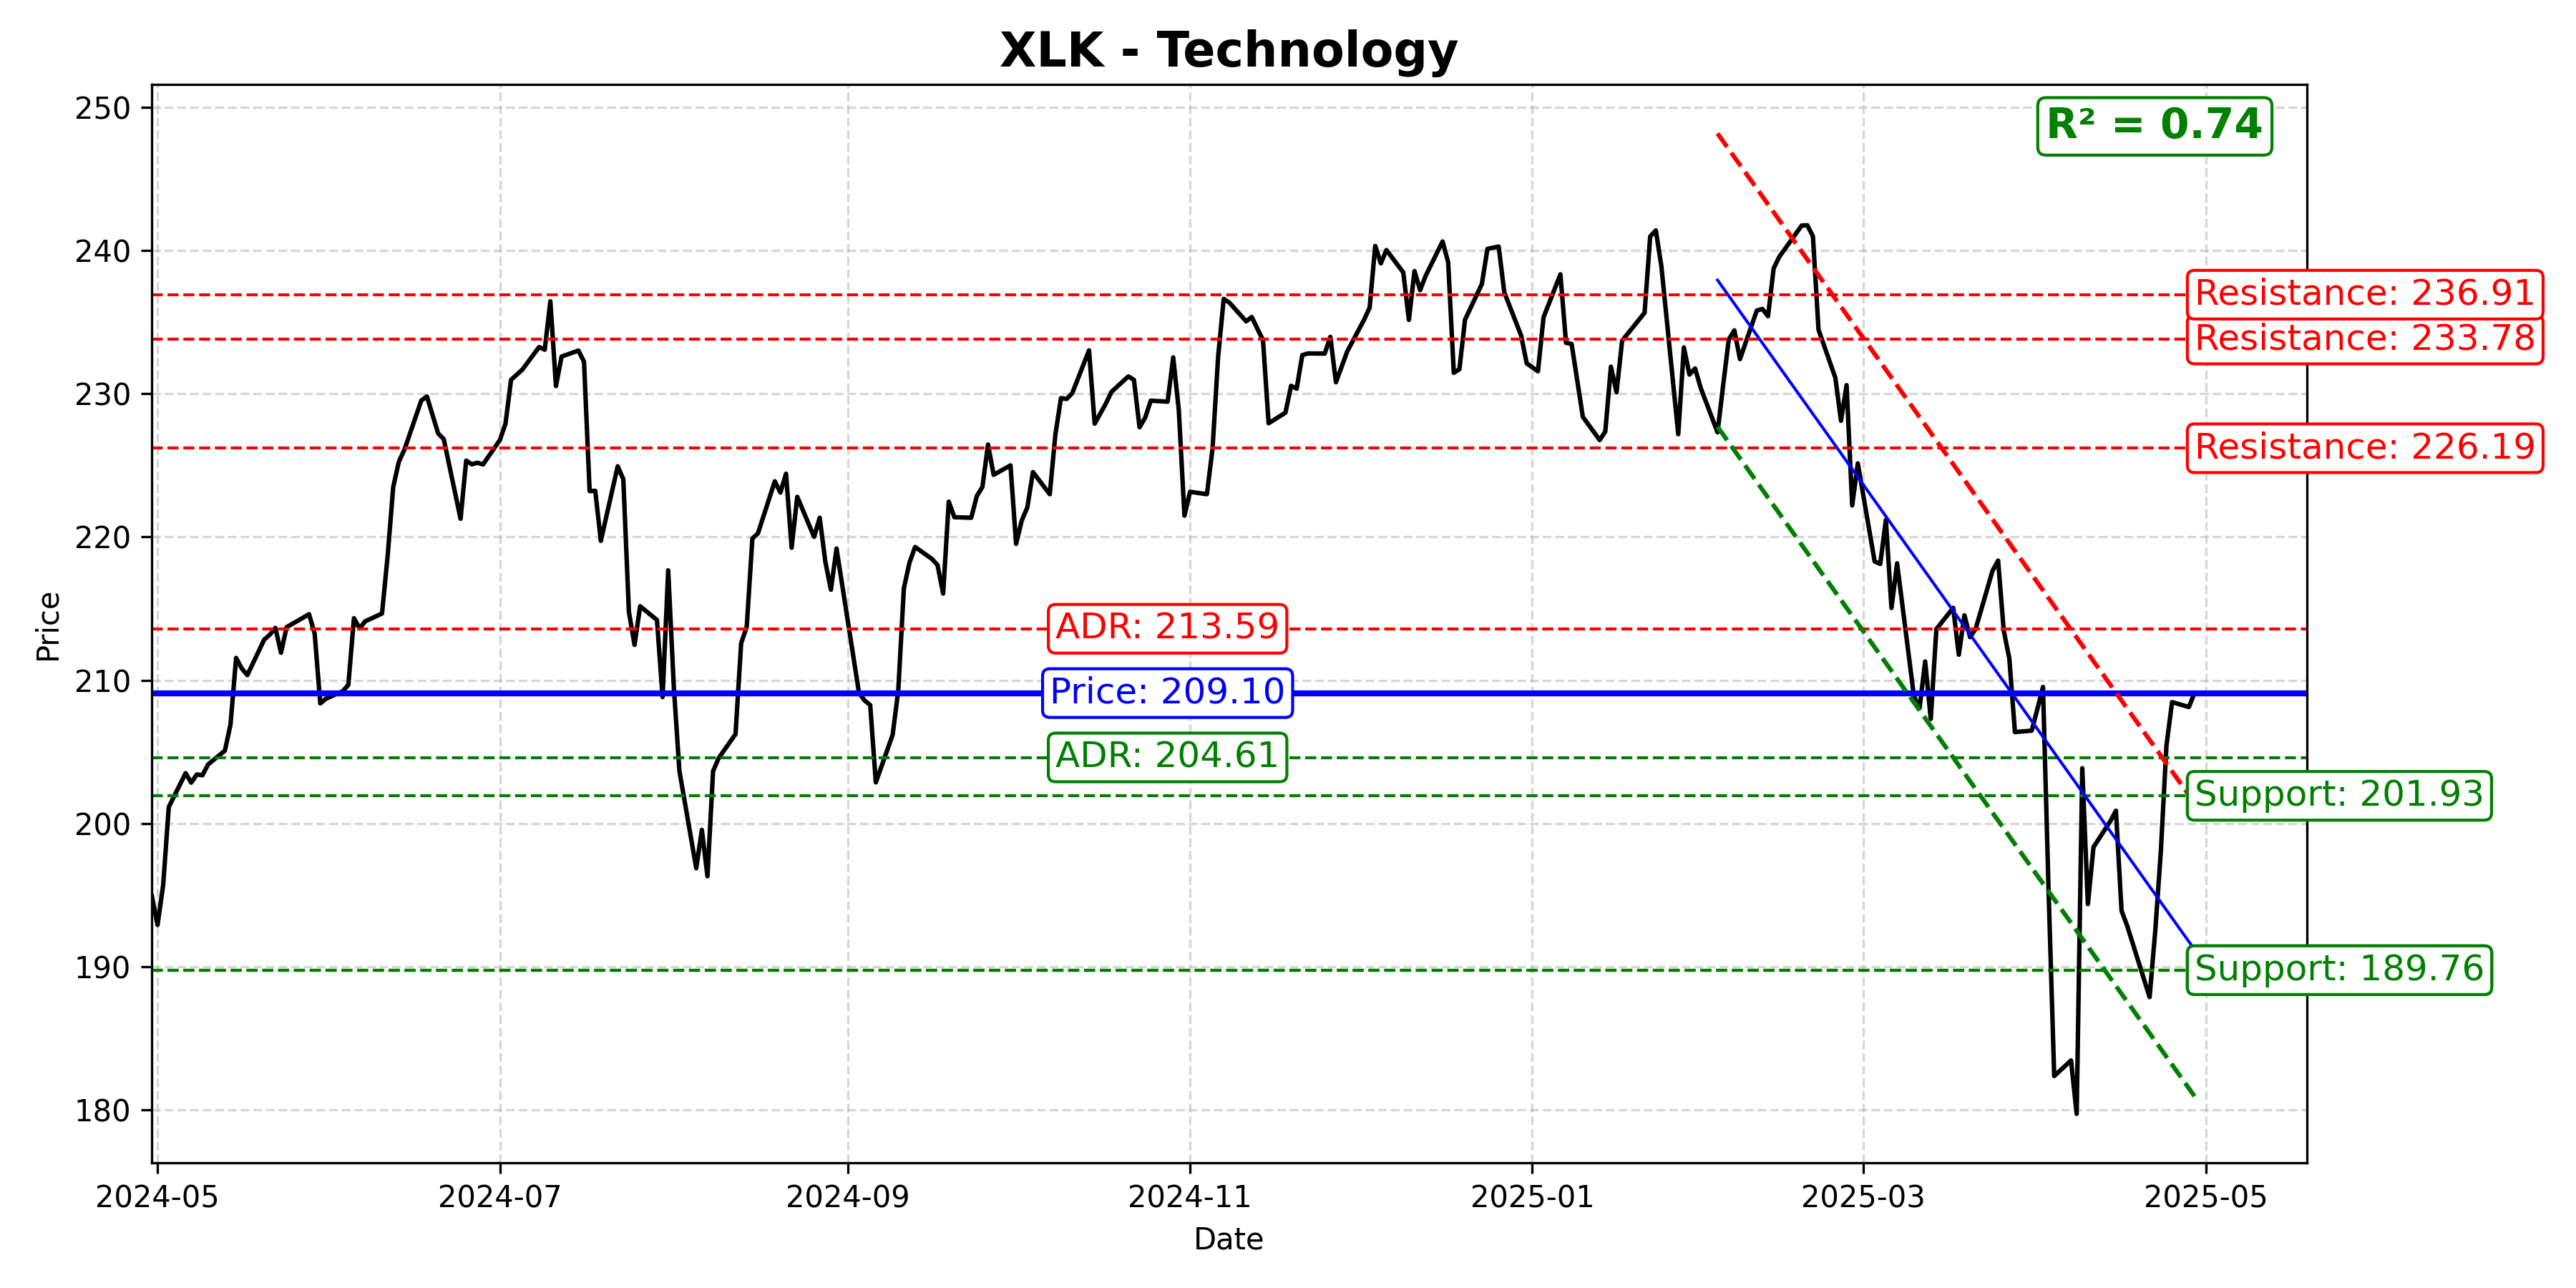 XLK - Technology
R² = 0.74
250
240
230
220
210
200
190
180
Price
Resistance: 236.91
Resistance: 233.78
Resistance: 226.19
ADR: 213.59
Price: 209.10
ADR: 204.61
Support: 201.93
Support: 189.76
2024-05
2024-07
2024-09
2024-11
2025-01
2025-03
2025-05
Date